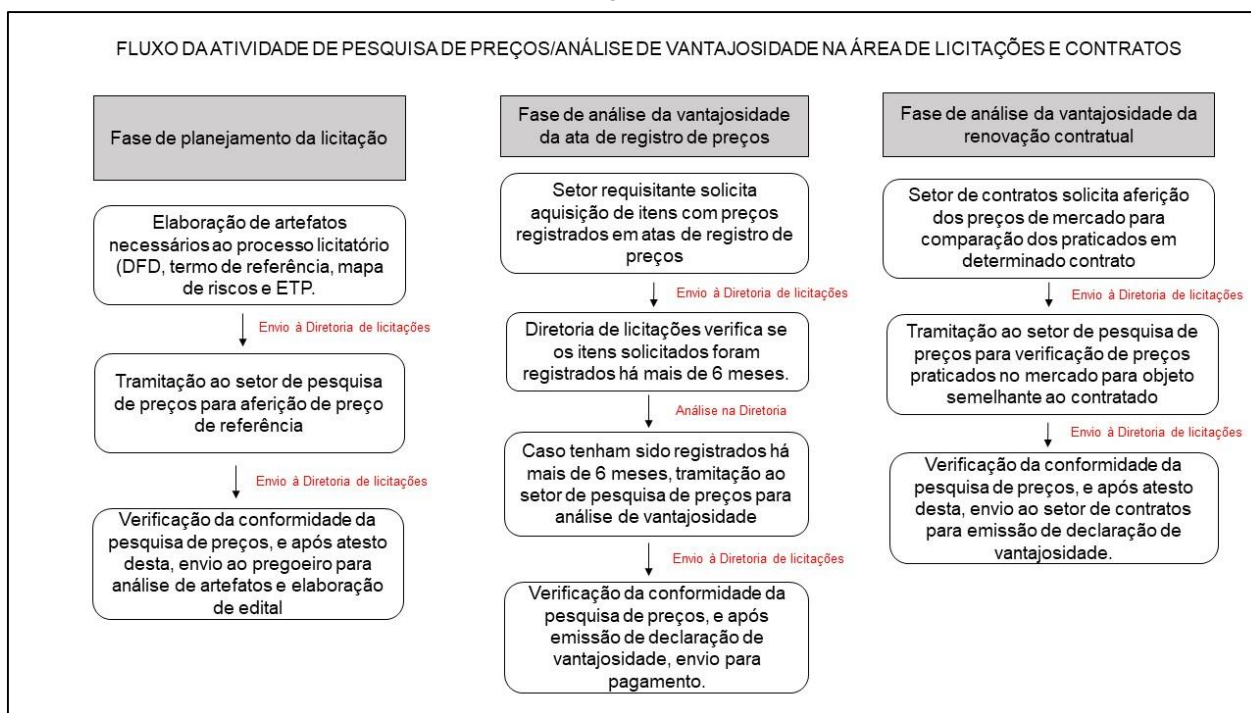 FLUXO DA ATIVIDADE DE PESQUISA DE PREÇOS/ANÁLISE DE VANTAJOSIDADE NA ÁREA DE LICITAÇÕES E CONTRATOS
Fase de planejamento da licitação
Elaboração de artefatos
necessários ao processo licitatório
(DFD, termo de referência, mapa
de riscos e ETP.
Envio à Diretoria de licitações
Tramitação ao setor de pesquisa
de preços para aferição de preço
de referência
Envio à Diretoria de licitações
Verificação da conformidade da
pesquisa de preços, e após atesto
desta, envio ao pregoeiro para
análise de artefatos e elaboração
de edital
Fase de análise da vantajosidade
da ata de registro de preços
Setor requisitante solicita
aquisição de itens com preços
registrados em atas de registro de
preços
Envio à Diretoria de licitações
Diretoria de licitações verifica se
os itens solicitados foram
registrados há mais de 6 meses.
Análise na Diretoria
Caso tenham sido registrados há
mais de 6 meses, tramitação ao
setor de pesquisa de preços para
análise de vantajosidade
Envio à Diretoria de licitações
Verificação da conformidade da
pesquisa de preços, e após
emissão de declaração de
vantajosidade, envio para
pagamento.
Fase de análise da vantajosidade da
renovação contratual
Setor de contratos solicita aferição
dos preços de mercado para
comparação dos praticados em
determinado contrato
Envio à Diretoria de licitações
Tramitação ao setor de pesquisa de
preços para verificação de preços
praticados no mercado para objeto
semelhante ao contratado
Envio à Diretoria de licitações
Verificação da conformidade da
pesquisa de preços, e após atesto
desta, envio ao setor de contratos
para emissão de declaração de
vantajosidade.